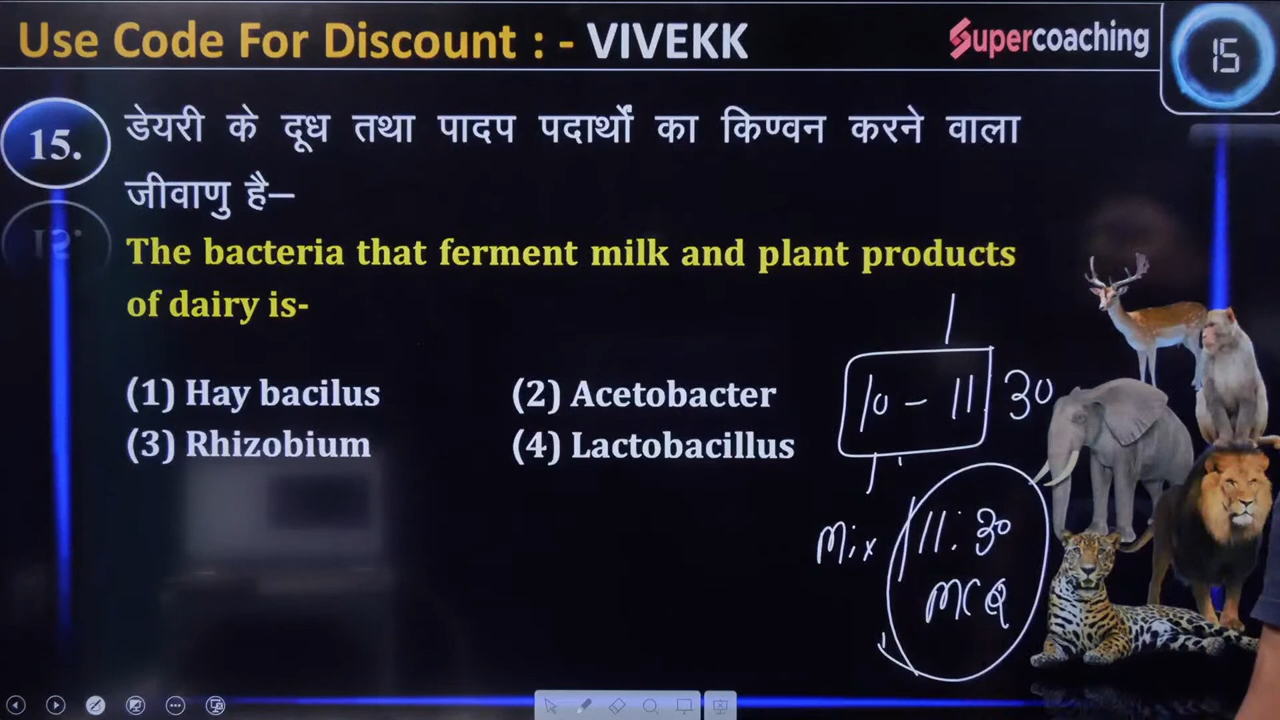 Use Code For Discount : - VIVEKK
Supercoaching
15
15.
डेयरी के दूध तथा पादप पदार्थों का किण्वन करने वाला
जीवाणु है–
The bacteria that ferment milk and plant products
of dairy is-
(1) Hay bacilus
(2) Acetobacter
(3) Rhizobium
(4) Lactobacillus
10 - 11 30
Mix
11:30
MCQ